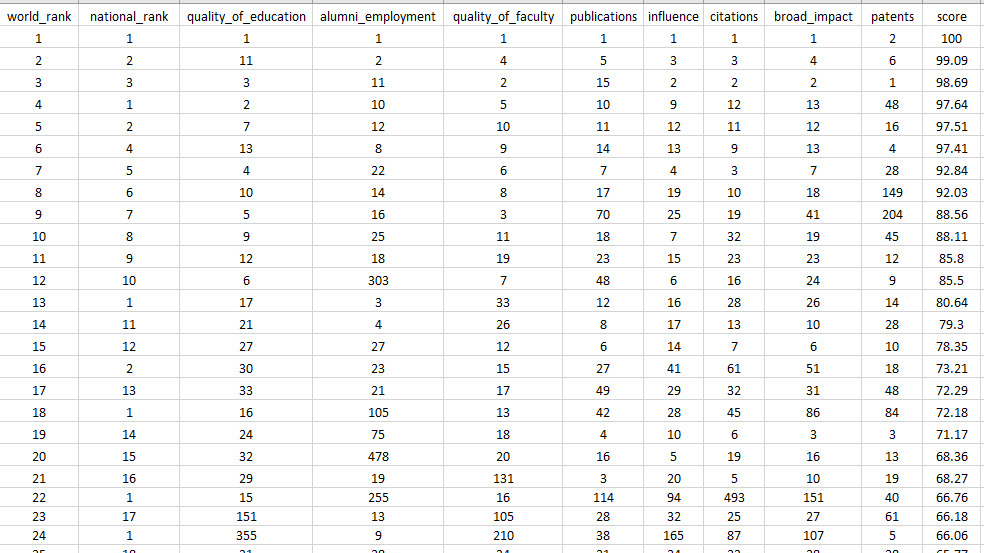 world_rank national_rank quality_of_education alumni_employment quality_of_faculty publications influence citations broad_impact patents score
1 1 1 1 1 1 1 1 1 2 100
2 2 11 2 4 5 3 3 4 6 99.09
3 3 3 11 2 15 2 2 2 1 98.69
4 1 2 10 5 10 9 12 13 48 97.64
5 2 7 12 10 11 12 11 12 16 97.51
6 4 13 8 9 14 13 9 13 4 97.41
7 5 4 22 6 7 4 3 7 28 92.84
8 6 10 14 8 17 19 10 18 149 92.03
9 7 5 16 3 70 25 19 41 204 88.56
10 8 9 25 11 18 7 32 19 45 88.11
11 9 12 18 19 23 15 23 23 12 85.8
12 10 6 303 7 48 6 16 24 9 85.5
13 1 17 3 33 12 16 28 26 14 80.64
14 11 21 4 26 8 17 13 10 28 79.3
15 12 27 27 12 6 14 7 6 10 78.35
16 2 30 23 15 27 41 61 51 18 73.21
17 13 33 21 17 49 29 32 31 48 72.29
18 1 16 105 13 42 28 45 86 84 72.18
19 14 24 75 18 4 10 6 3 3 71.17
20 15 32 478 20 16 5 19 16 13 68.36
21 16 29 19 131 3 20 5 10 19 68.27
22 1 15 255 16 114 94 493 151 40 66.76
23 17 151 13 105 28 32 25 27 61 66.18
24 1 355 9 210 38 165 87 107 5 66.06